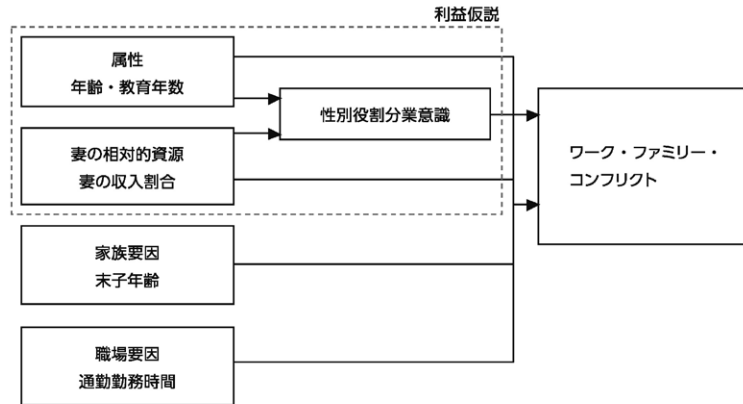 利益仮説
属性
年齢・教育年数
性別役割分業意識
妻の相対的資源
妻の収入割合
ワーク・ファミリー・
コンフリクト
家族要因
末子年齢
職場要因
通勤勤務時間